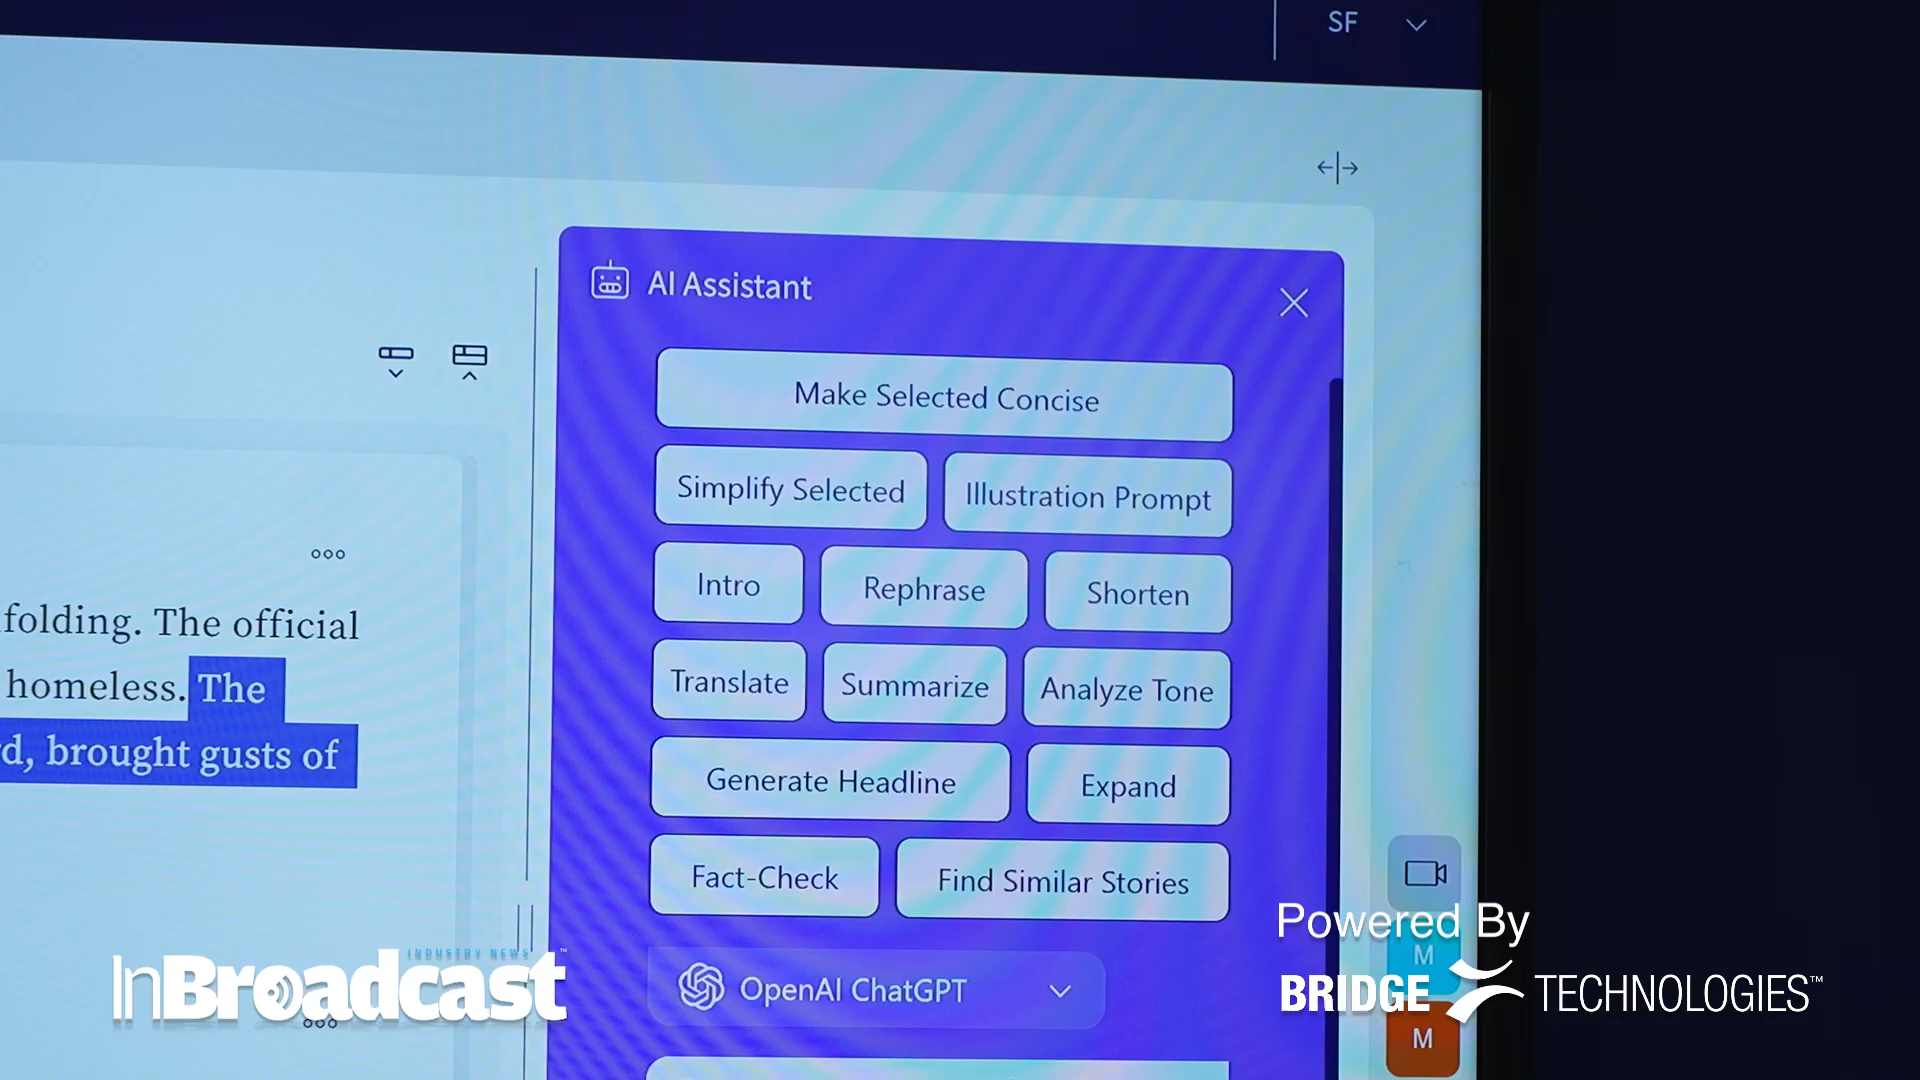 SF
AI Assistant
Make Selected Concise
Simplify Selected
Illustration Prompt
Intro
Rephrase
Shorten
Translate
Summarize
Analyze Tone
Generate Headline
Expand
Fact-Check
Find Similar Stories
OpenAI ChatGPT
folding. The official
homeless. The
d, brought gusts of
M
M
INDUSTRY NEWS
InBroadcast™
Powered By
BRIDGE TECHNOLOGIES™